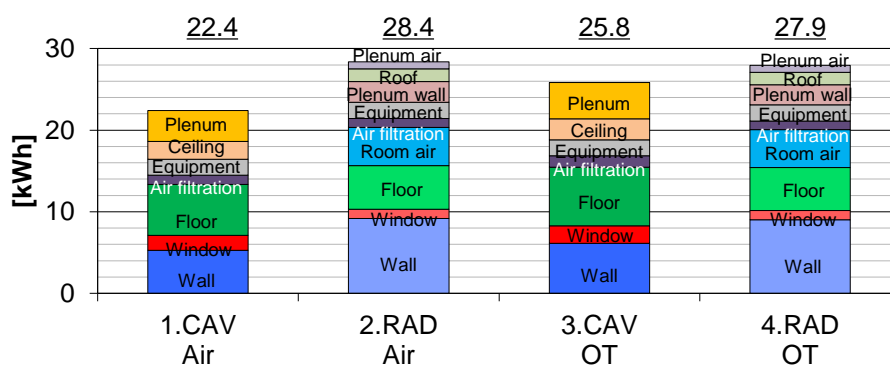 22.4 28.4 25.8 27.9
[kWh]
30
20
10
0
Plenum
Ceiling
Equipment
Air filtration
Floor
Window
Wall
Plenum air
Roof
Plenum wall
Equipment
Air filtration
Room air
Floor
Window
Wall
Plenum
Ceiling
Equipment
Air filtration
Floor
Window
Wall
Plenum air
Roof
Plenum wall
Equipment
Air filtration
Room air
Floor
Window
Wall
1.CAV 2.RAD 3.CAV 4.RAD
Air Air OT OT